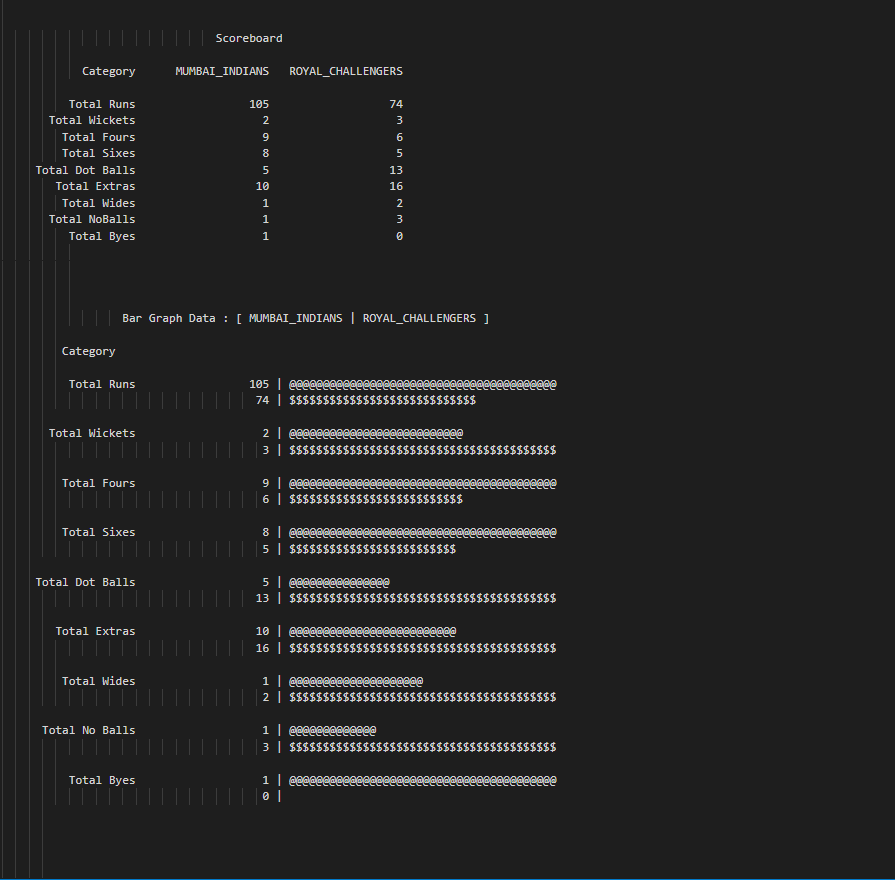 Scoreboard
Category MUMBAI_INDIANS ROYAL_CHALLENGERS
Total Runs 105 74
Total Wickets 2 3
Total Fours 9 6
Total Sixes 8 5
Total Dot Balls 5 13
Total Extras 10 16
Total Wides 1 2
Total NoBalls 1 3
Total Byes 1 0
Bar Graph Data : [ MUMBAI_INDIANS | ROYAL_CHALLENGERS ]
Category
Total Runs 105 | @@@@@@@@@@@@@@@@@@@@@@@@@@@@@@@@@@@@@@@@
74 | $$$$$$$$$$$$$$$$$$$$$$$$$$$$
Total Wickets 2 | @@@@@@@@@@@@@@@@@@@@@@@@@@
3 | $$$$$$$$$$$$$$$$$$$$$$$$$$$$$$$$$$$$$$$$
Total Fours 9 | @@@@@@@@@@@@@@@@@@@@@@@@@@@@@@@@@@@@@@@@
6 | $$$$$$$$$$$$$$$$$$$$$$$$$$
Total Sixes 8 | @@@@@@@@@@@@@@@@@@@@@@@@@@@@@@@@@@@@@@@@
5 | $$$$$$$$$$$$$$$$$$$$$$$$$
Total Dot Balls 5 | @@@@@@@@@@@@@@@
13 | $$$$$$$$$$$$$$$$$$$$$$$$$$$$$$$$$$$$$$$$
Total Extras 10 | @@@@@@@@@@@@@@@@@@@@@@@@@
16 | $$$$$$$$$$$$$$$$$$$$$$$$$$$$$$$$$$$$$$$$
Total Wides 1 | @@@@@@@@@@@@@@@@@@@@
2 | $$$$$$$$$$$$$$$$$$$$$$$$$$$$$$$$$$$$$$$$
Total No Balls 1 | @@@@@@@@@@@@@
3 | $$$$$$$$$$$$$$$$$$$$$$$$$$$$$$$$$$$$$$$$
Total Byes 1 | @@@@@@@@@@@@@@@@@@@@@@@@@@@@@@@@@@@@@@@@
0 |